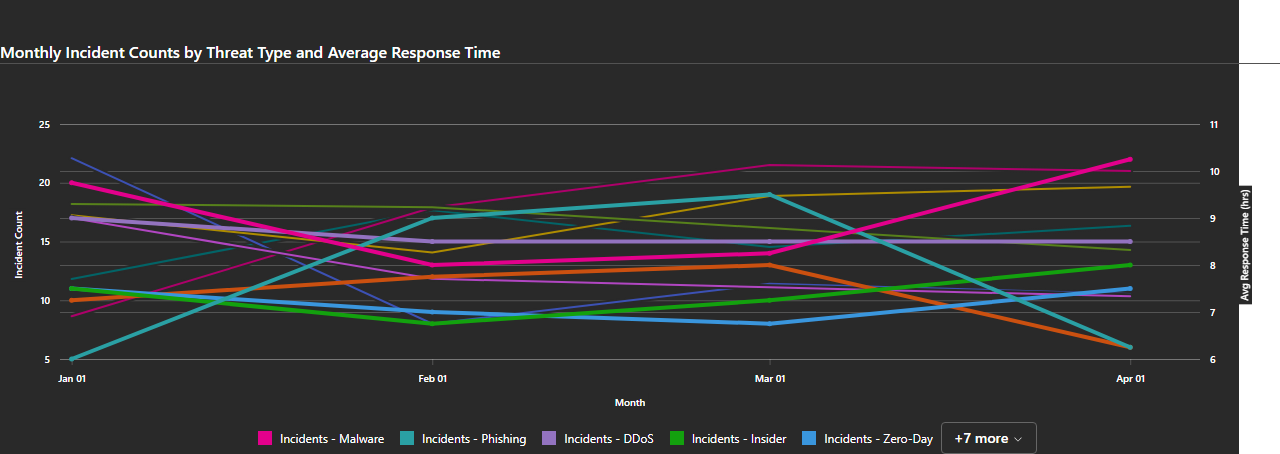 Monthly Incident Counts by Threat Type and Average Response Time
25
20
15
10
5
Incident Count
11
10
9
8
7
6
Avg Response Time (hrs)
Jan 01
Feb 01
Mar 01
Apr 01
Month
Incidents - Malware
Incidents - Phishing
Incidents - DDoS
Incidents - Insider
Incidents - Zero-Day
+7 more